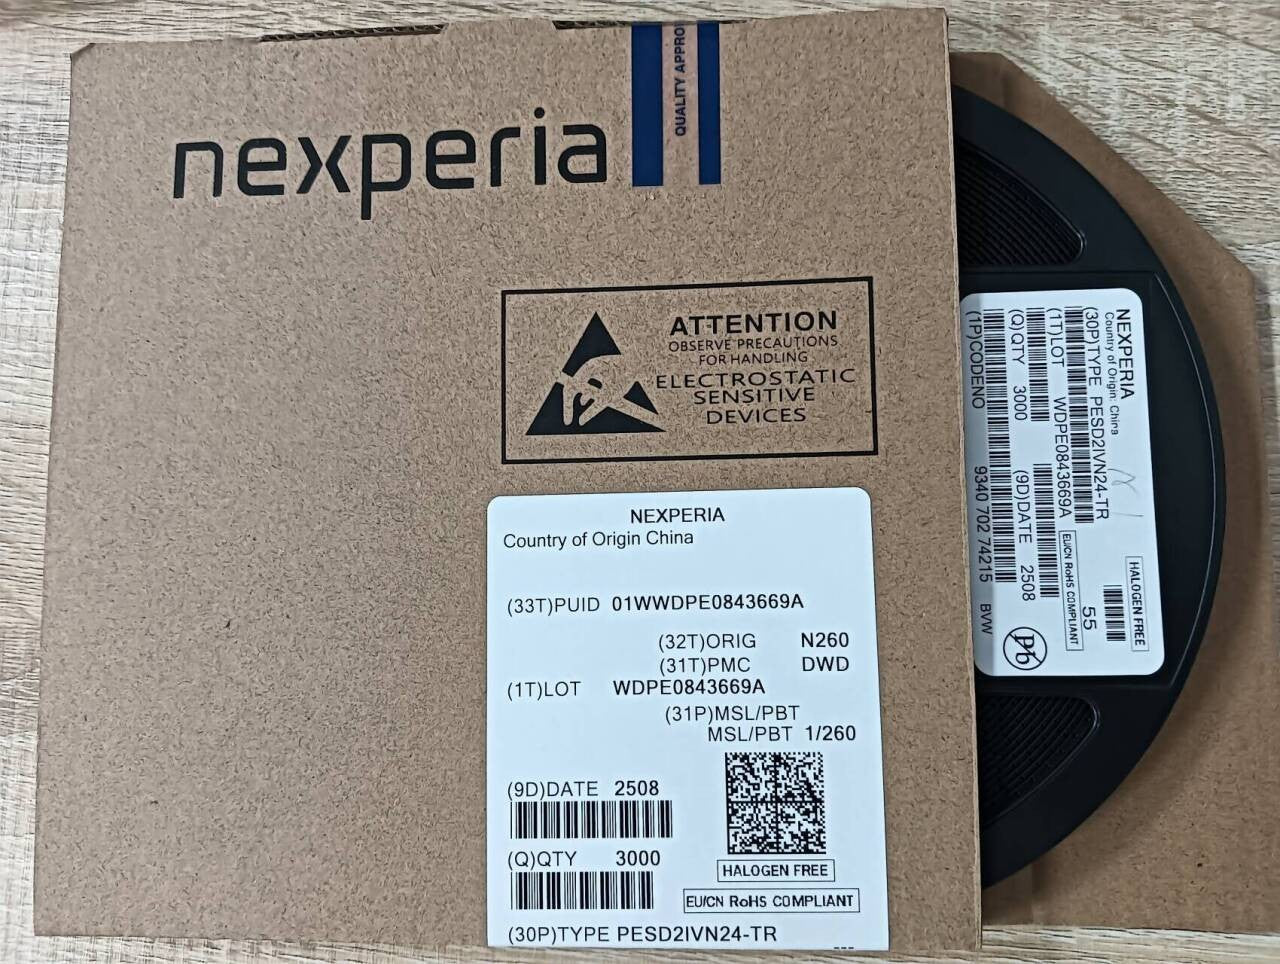 nexperia
QUALITY APPRO
ATTENTION
OBSERVE PRECAUTIONS
FOR HANDLING
ELECTROSTATIC
SENSITIVE
DEVICES
NEXPERIA
Country of Origin China
(33T)PUID 01WWDPE0843669A
(32T)ORIG N260
(31T)PMC DWD
(1T)LOT WDPE0843669A
(31P)MSL/PBT
MSL/PBT 1/260
(9D)DATE 2508
(Q)QTY 3000
HALOGEN FREE
EU/CN RoHS COMPLIANT
(30P)TYPE PESD2IVN24-TR
NEXPERIA
Country of Origin: China
(30P)TYPE PESD2IVN24-TR
(1T)LOT WDPE0843669A
(Q)QTY 3000 (9D)DATE 2508
(1P)CODENO 9340 702 74215 BVW
HALOGEN FREE
55
EU/CN RoHS COMPLIANT
Pb